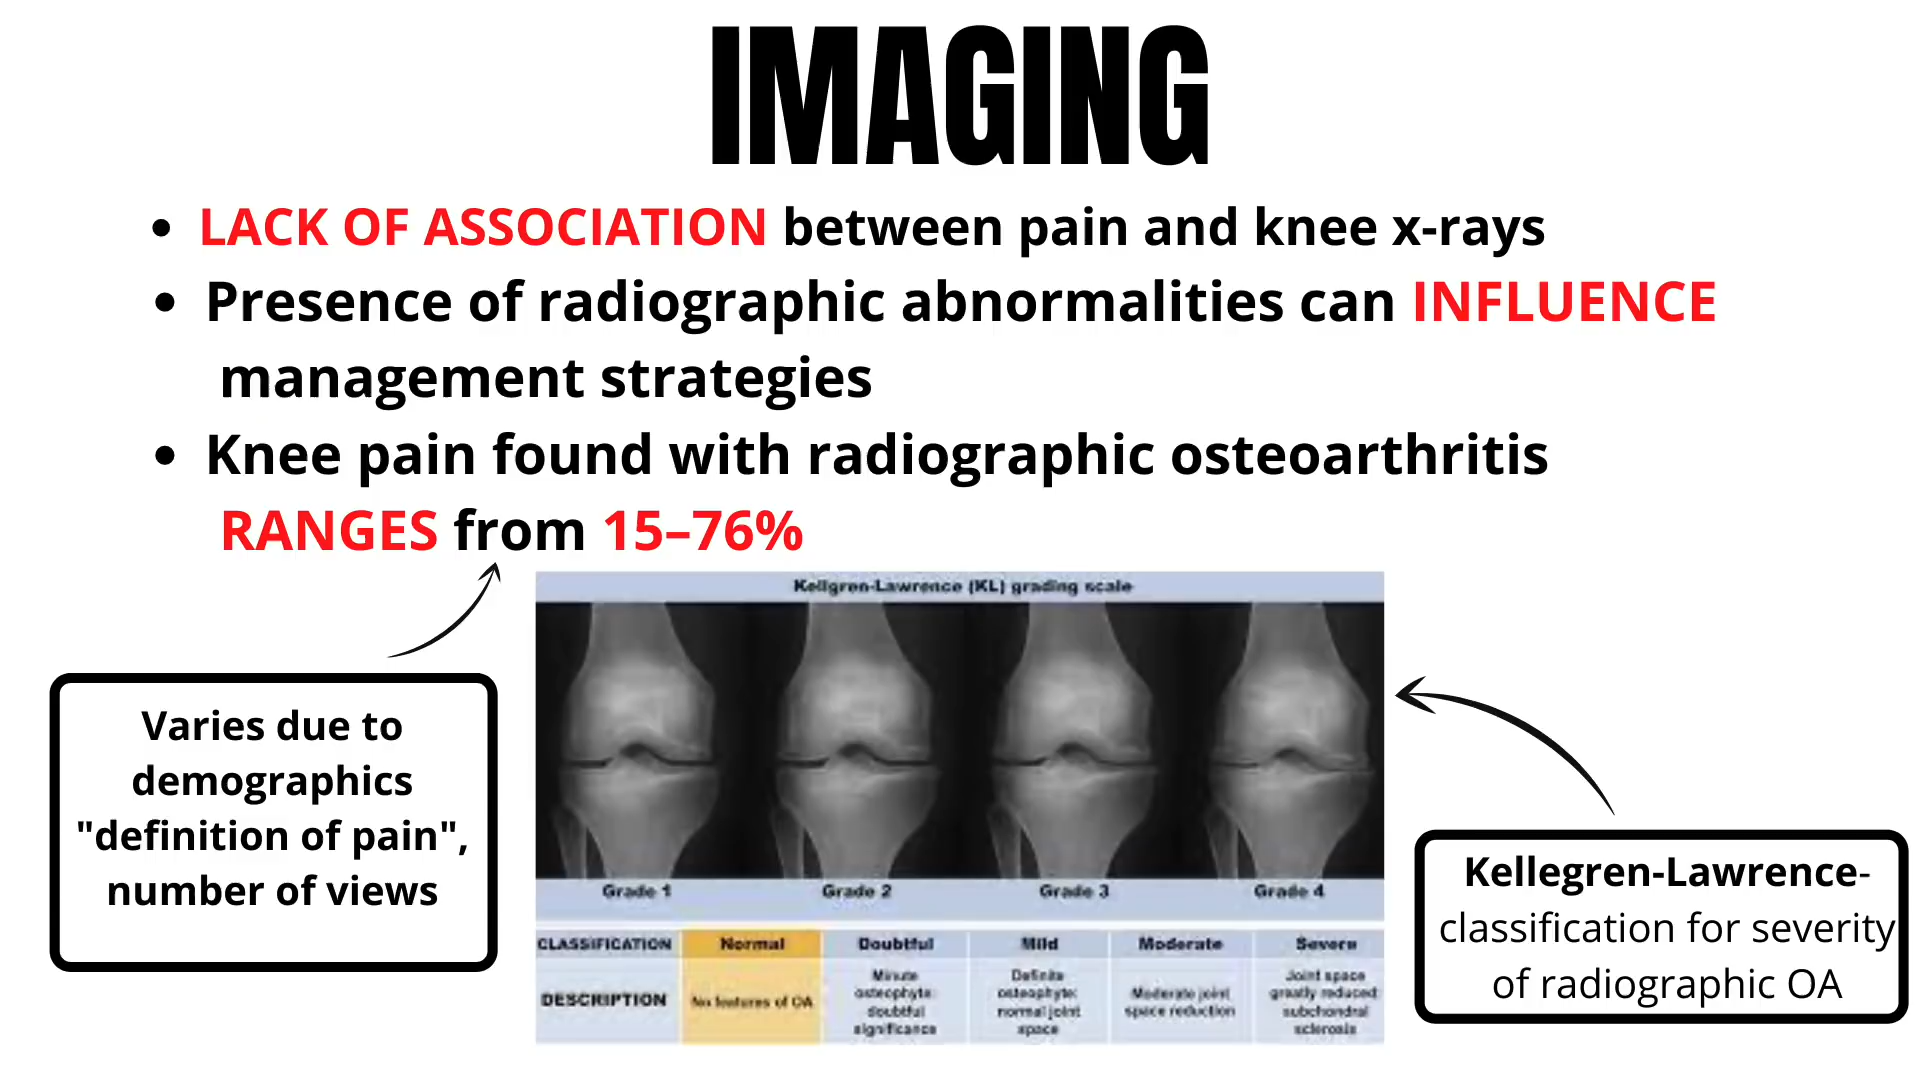 IMAGING
• LACK OF ASSOCIATION between pain and knee x-rays
• Presence of radiographic abnormalities can INFLUENCE
management strategies
• Knee pain found with radiographic osteoarthritis
RANGES from 15–76%
Kellgren-Lawrence (KL) grading scale
Grade 1 Grade 2 Grade 3 Grade 4
CLASSIFICATION Normal Doubtful Mild Moderate Severe
DESCRIPTION
No features of OA
Minute
osteophyte:
doubtful
significance
Definite
osteophyte:
normal joint
space
Moderate joint
space reduction
Joint space
greatly reduced:
subchondral
sclerosis
Varies due to
demographics
"definition of pain",
number of views
Kellegren-Lawrence-
classification for severity
of radiographic OA